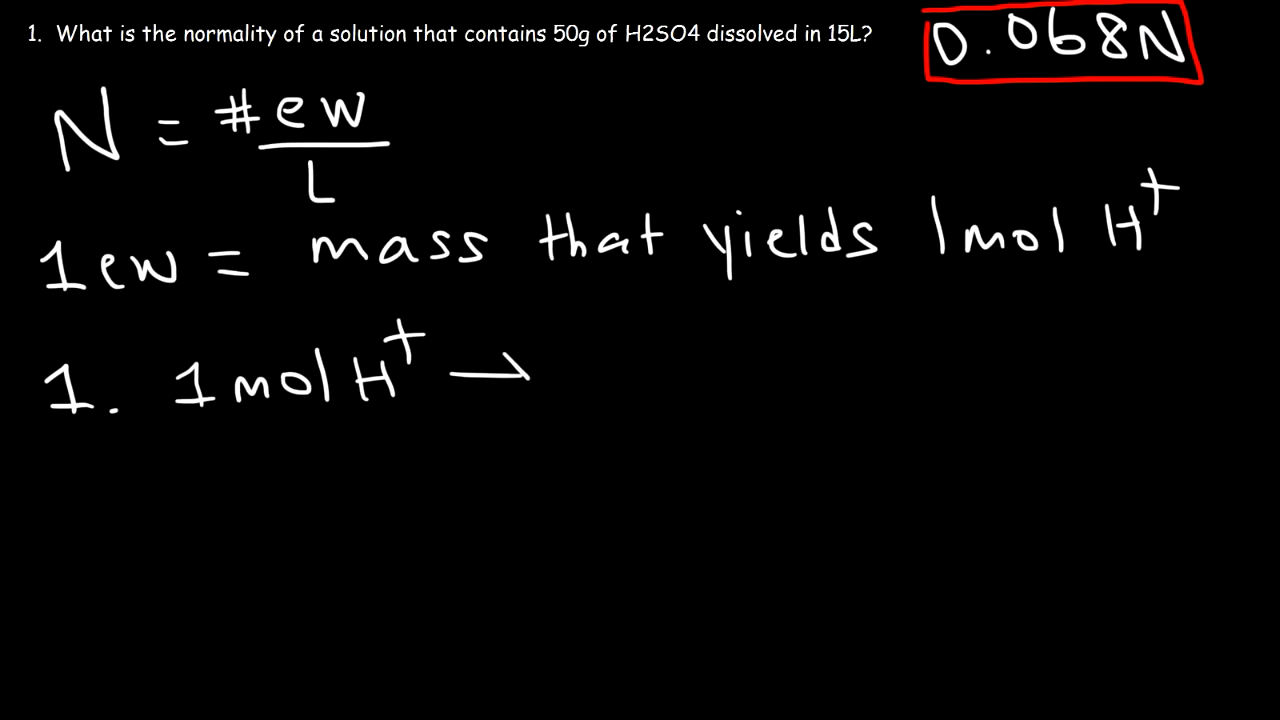 1. What is the normality of a solution that contains 50g of H2SO4 dissolved in 15L?
0.068N
N = #ew
L
1ew = mass that yields 1mol H+
1. 1mol H+ →